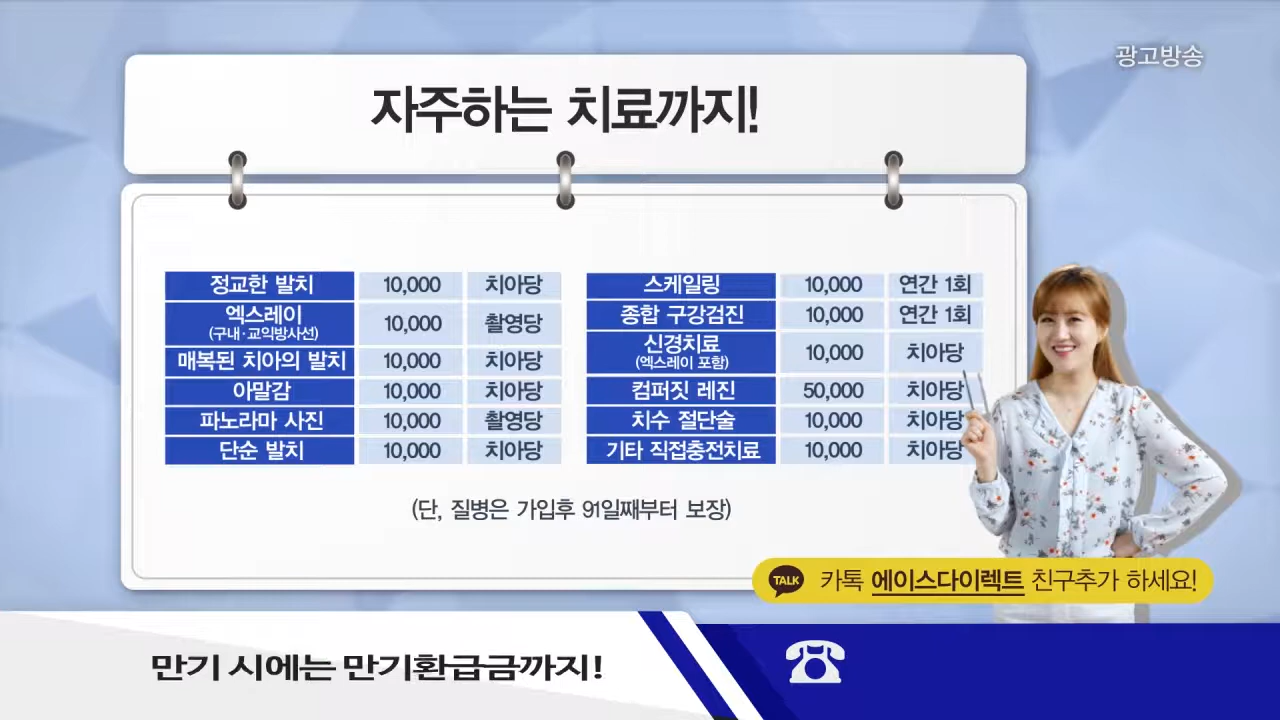 광고방송
자주하는 치료까지!
정교한 발치 10,000 치아당
엑스레이 (구내·교익방사선) 10,000 촬영당
매복된 치아의 발치 10,000 치아당
아말감 10,000 치아당
파노라마 사진 10,000 촬영당
단순 발치 10,000 치아당
스케일링 10,000 연간 1회
종합 구강검진 10,000 연간 1회
신경치료 (엑스레이 포함) 10,000 치아당
컴퍼짓 레진 50,000 치아당
치수 절단술 10,000 치아당
기타 직접충전치료 10,000 치아당
(단, 질병은 가입후 91일째부터 보장)
TALK 카톡 에이스다이렉트 친구추가 하세요!
만기 시에는 만기환급금까지!